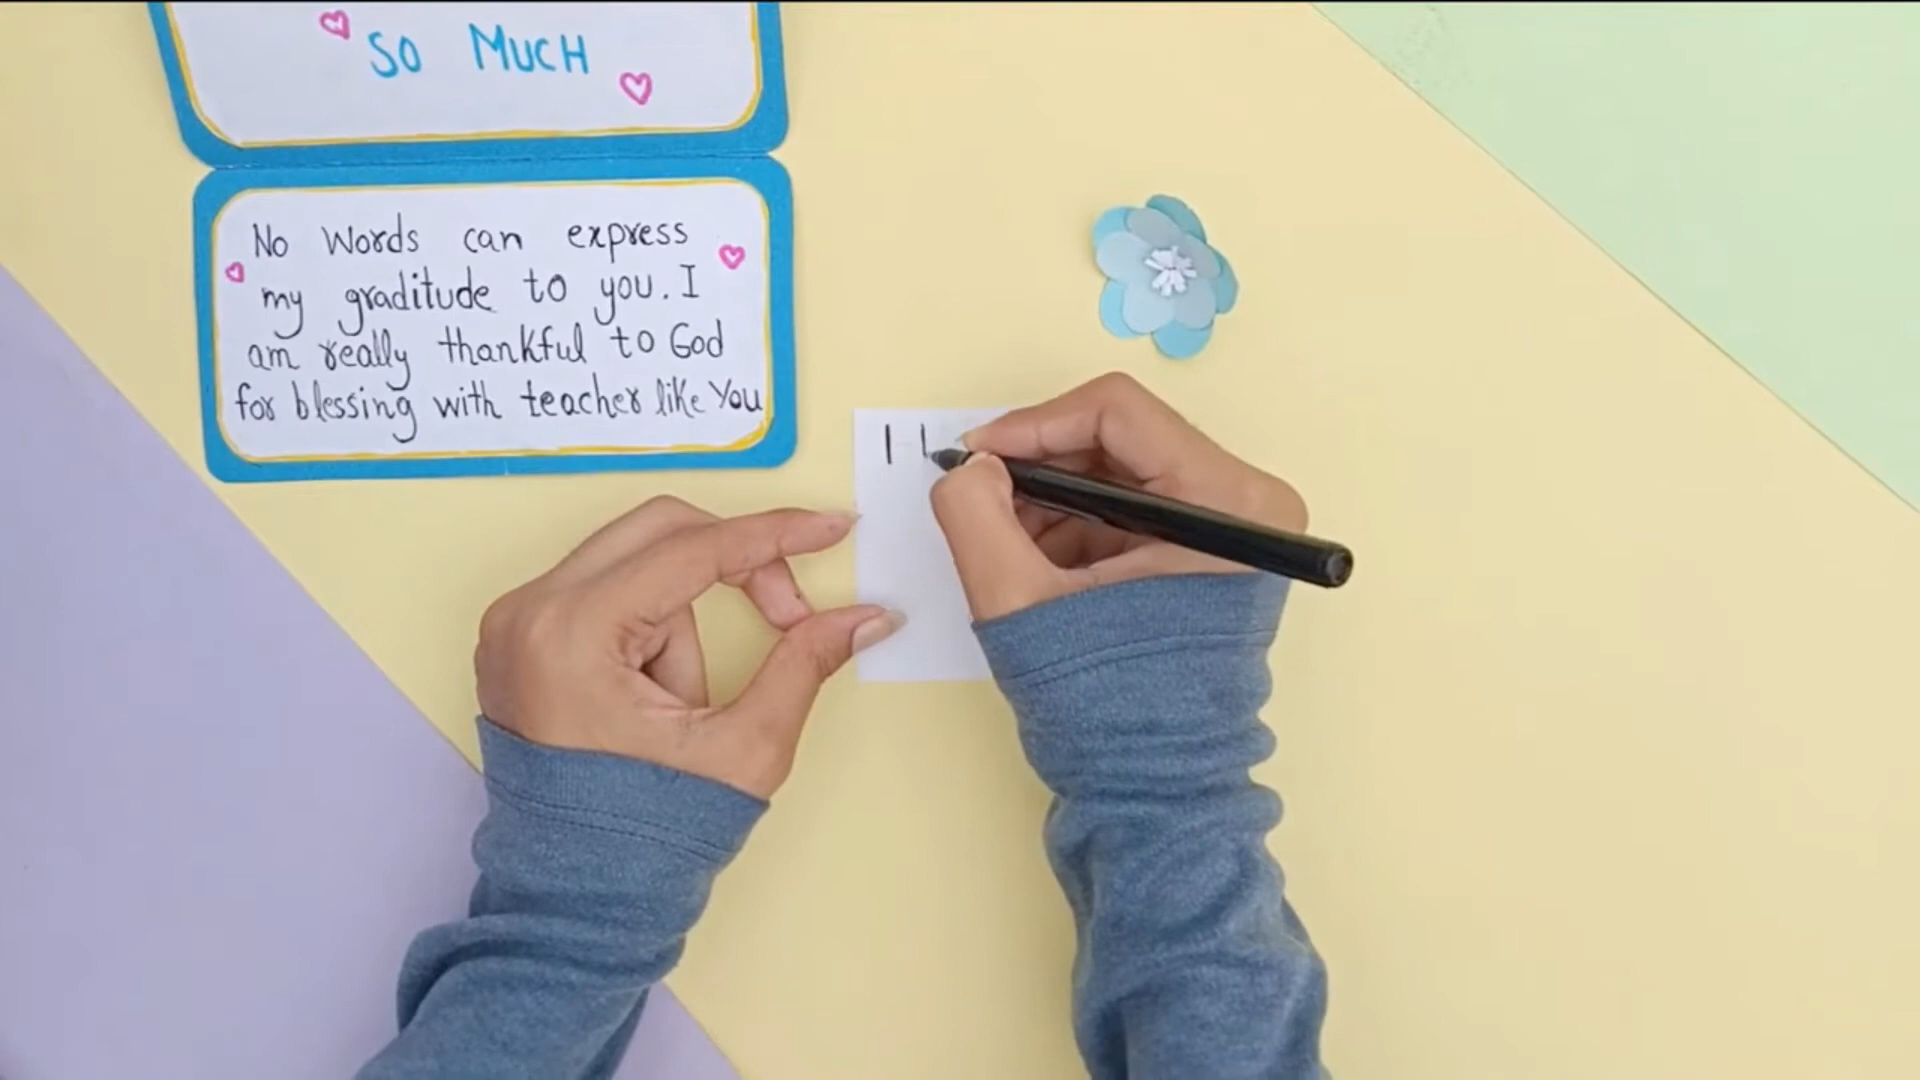 SO MUCH
No Words can express
my graditude to you. I
am really thankful to God
for blessing with teacher like You
I